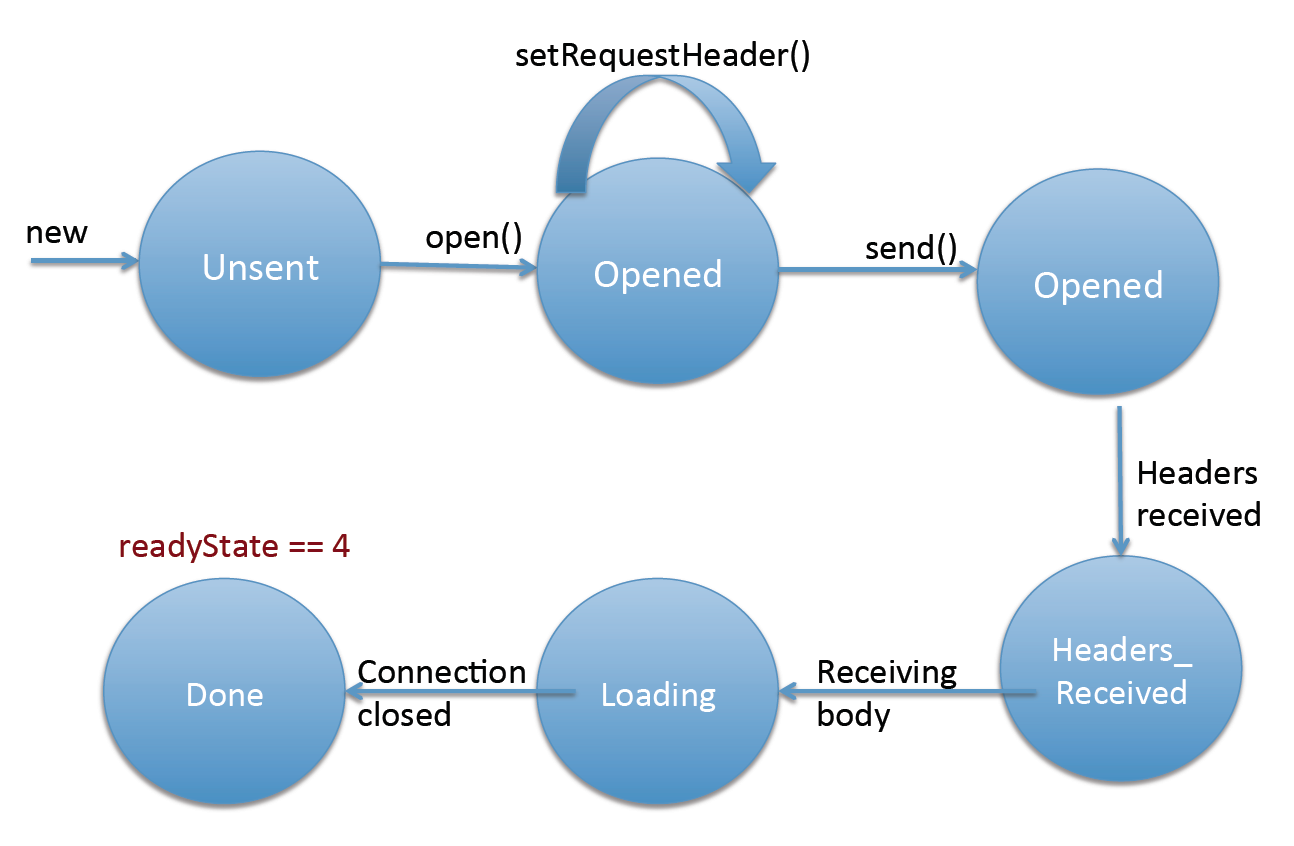 setRequestHeader()
new
Unsent
open()
Opened
send()
Opened
Headers
received
readyState == 4
Done
Connection
closed
Loading
Receiving
body
Headers_
Received